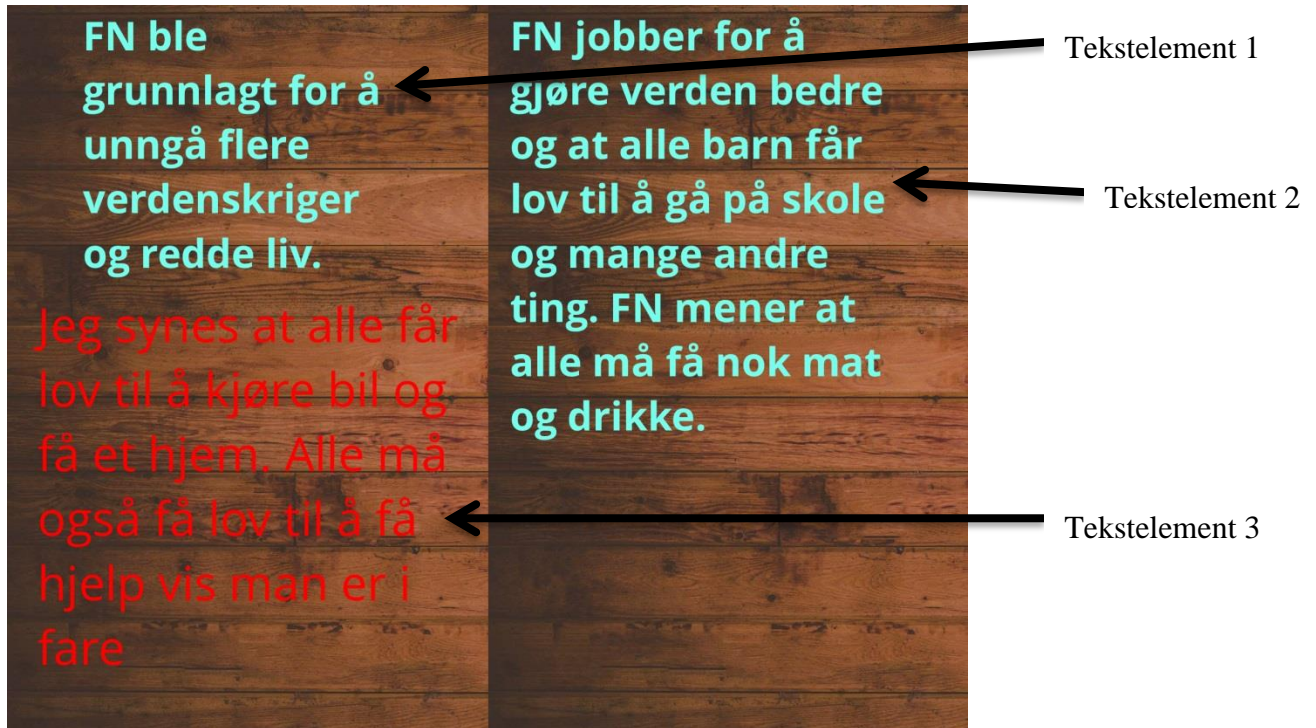 FN ble
grunnlagt for å
unngå flere
verdenskriger
og redde liv.
Jeg synes at alle får
lov til å kjøre bil og
få et hjem. Alle må
også få lov til å få
hjelp vis man er i
fare
FN jobber for å
gjøre verden bedre
og at alle barn får
lov til å gå på skole
og mange andre
ting. FN mener at
alle må få nok mat
og drikke.
Tekstelement 1
Tekstelement 2
Tekstelement 3